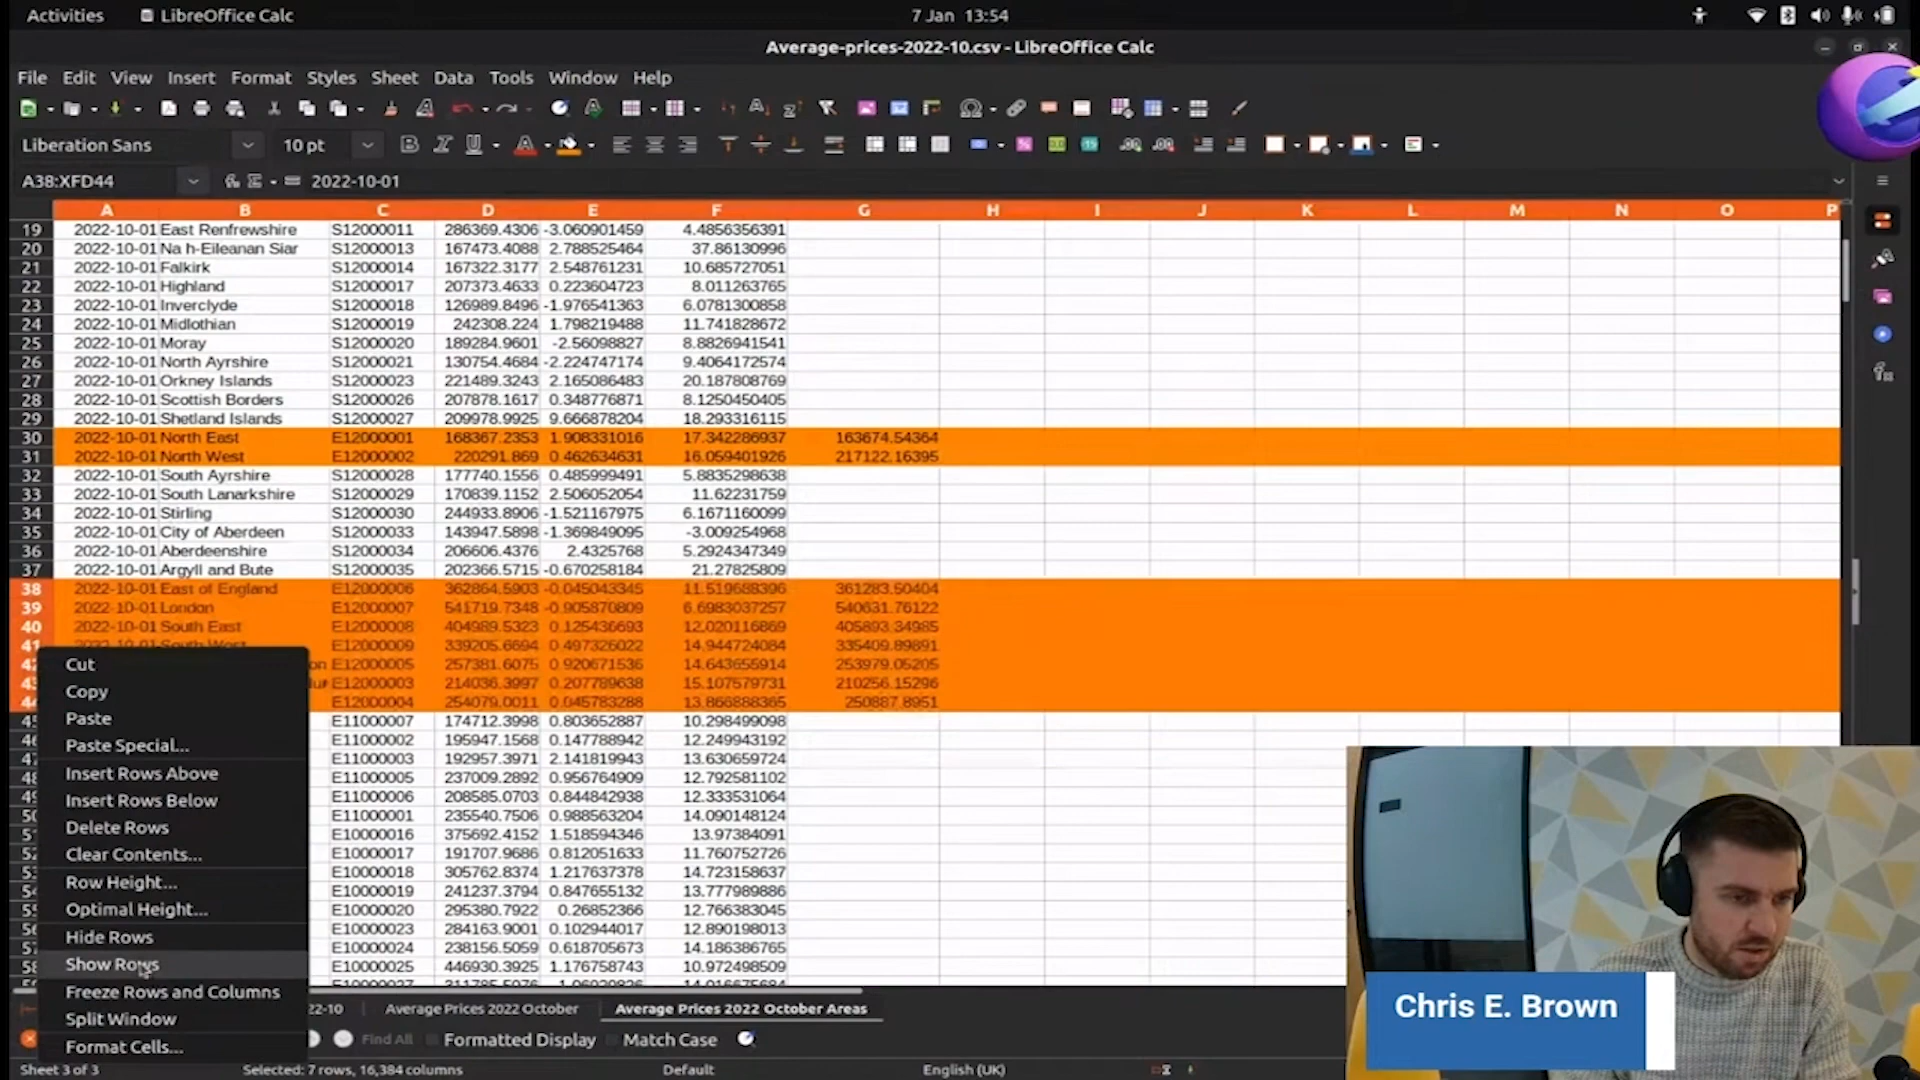 Activities LibreOffice Calc 7 Jan 13:54
Average-prices-2022-10.csv - LibreOffice Calc
File Edit View Insert Format Styles Sheet Data Tools Window Help
Liberation Sans 10 pt
A38:XFD44 2022-10-01
A B C D E F G H I J K L M N O P
19 2022-10-01 East Renfrewshire S12000011 286369.4306 -3.060901459 4.4856356391
20 2022-10-01 Na h-Eileanan Siar S12000013 167473.4088 2.788525464 37.86130996
21 2022-10-01 Falkirk S12000014 167322.3177 2.548761231 10.685727051
22 2022-10-01 Highland S12000017 207373.4633 0.223604723 8.011263765
23 2022-10-01 Inverclyde S12000018 126989.8496 -1.976541363 6.0781300858
24 2022-10-01 Midlothian S12000019 242308.224 1.798219488 11.741828672
25 2022-10-01 Moray S12000020 189284.9601 -2.56098827 8.8826941541
26 2022-10-01 North Ayrshire S12000021 130754.4684 -2.224747174 9.4064172574
27 2022-10-01 Orkney Islands S12000023 221489.3243 2.165086483 20.187808769
28 2022-10-01 Scottish Borders S12000026 207878.1617 0.348776871 8.1250450405
29 2022-10-01 Shetland Islands S12000027 209978.9925 9.666878204 18.293316115
30 2022-10-01 North East E12000001 168367.2353 1.908331016 17.342286937 163674.54364
31 2022-10-01 North West E12000002 220291.869 0.462634631 16.059401926 217122.16395
32 2022-10-01 South Ayrshire S12000028 177740.1556 0.485999491 5.8835298638
33 2022-10-01 South Lanarkshire S12000029 170839.1152 2.506052054 11.62231759
34 2022-10-01 Stirling S12000030 244933.8906 -1.521167975 6.1671160099
35 2022-10-01 City of Aberdeen S12000033 143947.5898 -1.369849095 -3.009254968
36 2022-10-01 Aberdeenshire S12000034 206606.4376 2.4325768 5.2924347349
37 2022-10-01 Argyll and Bute S12000035 202366.5715 -0.670258184 21.27825809
38 2022-10-01 East of England E12000006 362864.5903 -0.045043345 11.519688396 361283.50404
39 2022-10-01 London E12000007 541719.7348 -0.905870809 6.6983037257 540631.76122
40 2022-10-01 South East E12000008 404989.5323 0.125436693 12.020116869 405893.34985
41 2022-10-01 South West E12000009 339205.6694 0.497326022 14.944724084 335409.89891
E12000005 257381.6075 0.920671536 14.643655914 253979.05205
E12000003 214036.3997 0.207789638 15.107579731 210256.15296
E12000004 254079.0011 0.045783288 13.866888365 250887.8951
E11000007 174712.3998 0.803652887 10.298499098
E11000002 195947.1568 0.147788942 12.249943192
E11000003 192957.3971 2.141819943 13.630659724
E11000005 237009.2892 0.956764909 12.792581102
E11000006 208585.0703 0.844842938 12.333531064
E11000001 235540.7506 0.988563204 14.090148124
E10000016 375692.4152 1.518594346 13.97384091
E10000017 191707.9686 0.812051633 11.760752726
E10000018 305762.8374 1.217637378 14.723158637
E10000019 241237.3794 0.847655132 13.777989886
E10000020 295380.7922 0.26852366 12.766383045
E10000023 284163.9001 0.102944017 12.890198013
E10000024 238156.5059 0.618705673 14.186386765
E10000025 446930.3925 1.176758743 10.972498509
Cut
Copy
Paste
Paste Special...
Insert Rows Above
Insert Rows Below
Delete Rows
Clear Contents...
Row Height...
Optimal Height...
Hide Rows
Show Rows
Freeze Rows and Columns
Split Window
Format Cells...
22-10 Average Prices 2022 October Average Prices 2022 October Areas
Find All Formatted Display Match Case
Sheet 3 of 3 Selected: 7 rows, 16,384 columns Default English (UK)
Chris E. Brown